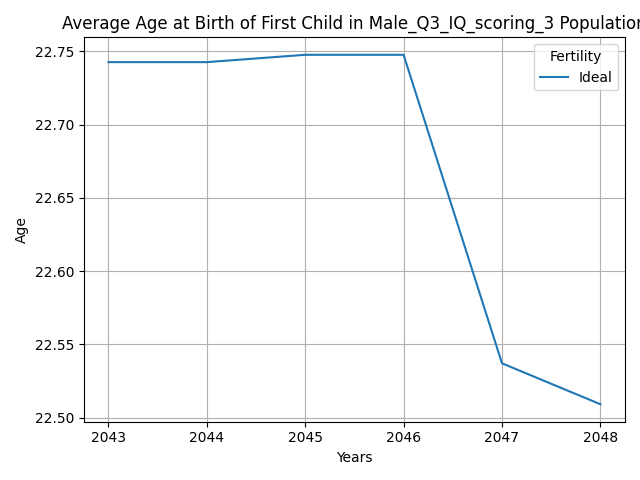 Average Age at Birth of First Child in Male_Q3_IQ_scoring_3 Population
22.75
22.70
22.65
22.60
22.55
22.50
Age
Fertility
Ideal
2043 2044 2045 2046 2047 2048
Years